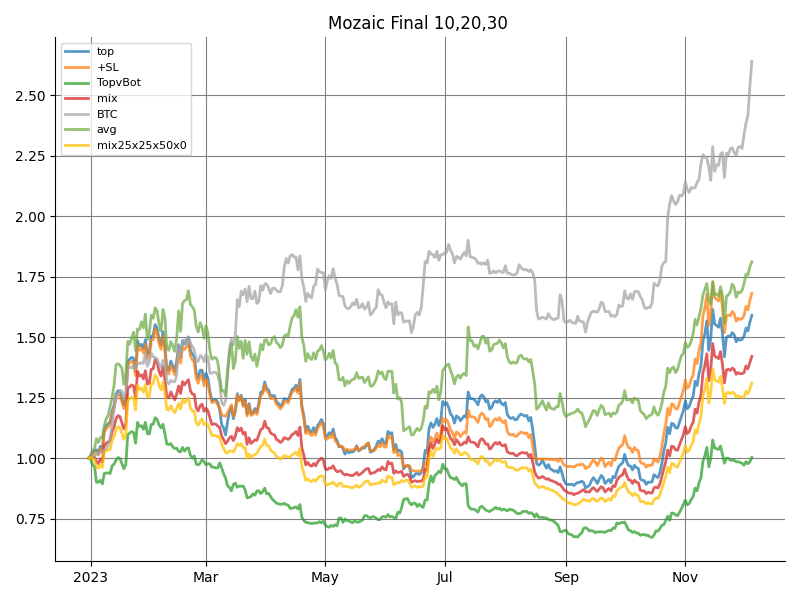 Mozaic Final 10,20,30
top
+SL
TopvBot
mix
BTC
avg
mix25x25x50x0
2.50
2.25
2.00
1.75
1.50
1.25
1.00
0.75
2023 Mar May Jul Sep Nov